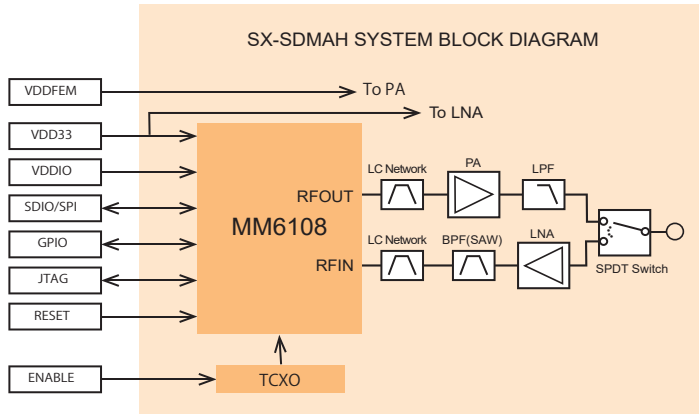 SX-SDMAH SYSTEM BLOCK DIAGRAM
VDDFEM
To PA
To LNA
VDD33
VDDIO
SDIO/SPI
GPIO
JTAG
RESET
ENABLE
MM6108
RFOUT
RFIN
TCXO
LC Network
PA
LPF
LC Network
BPF(SAW)
LNA
SPDT Switch